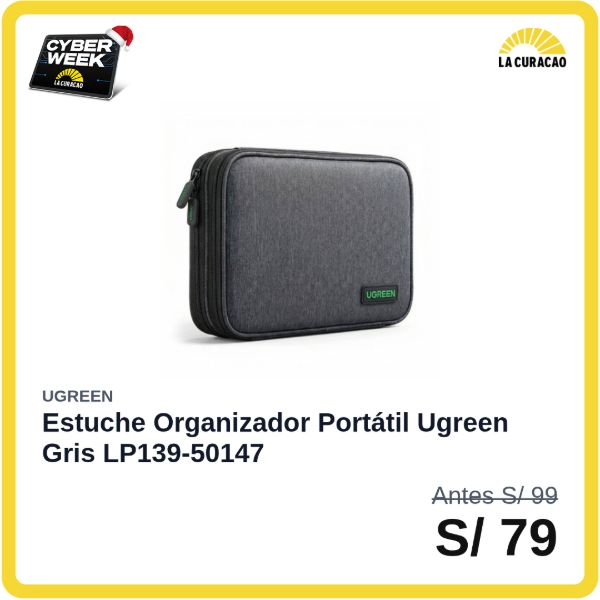 CYBER
WEEK
LA CURACAO
LA CURACAO
UGREEN
UGREEN
Estuche Organizador Portátil Ugreen
Gris LP139-50147
Antes S/ 99
S/ 79